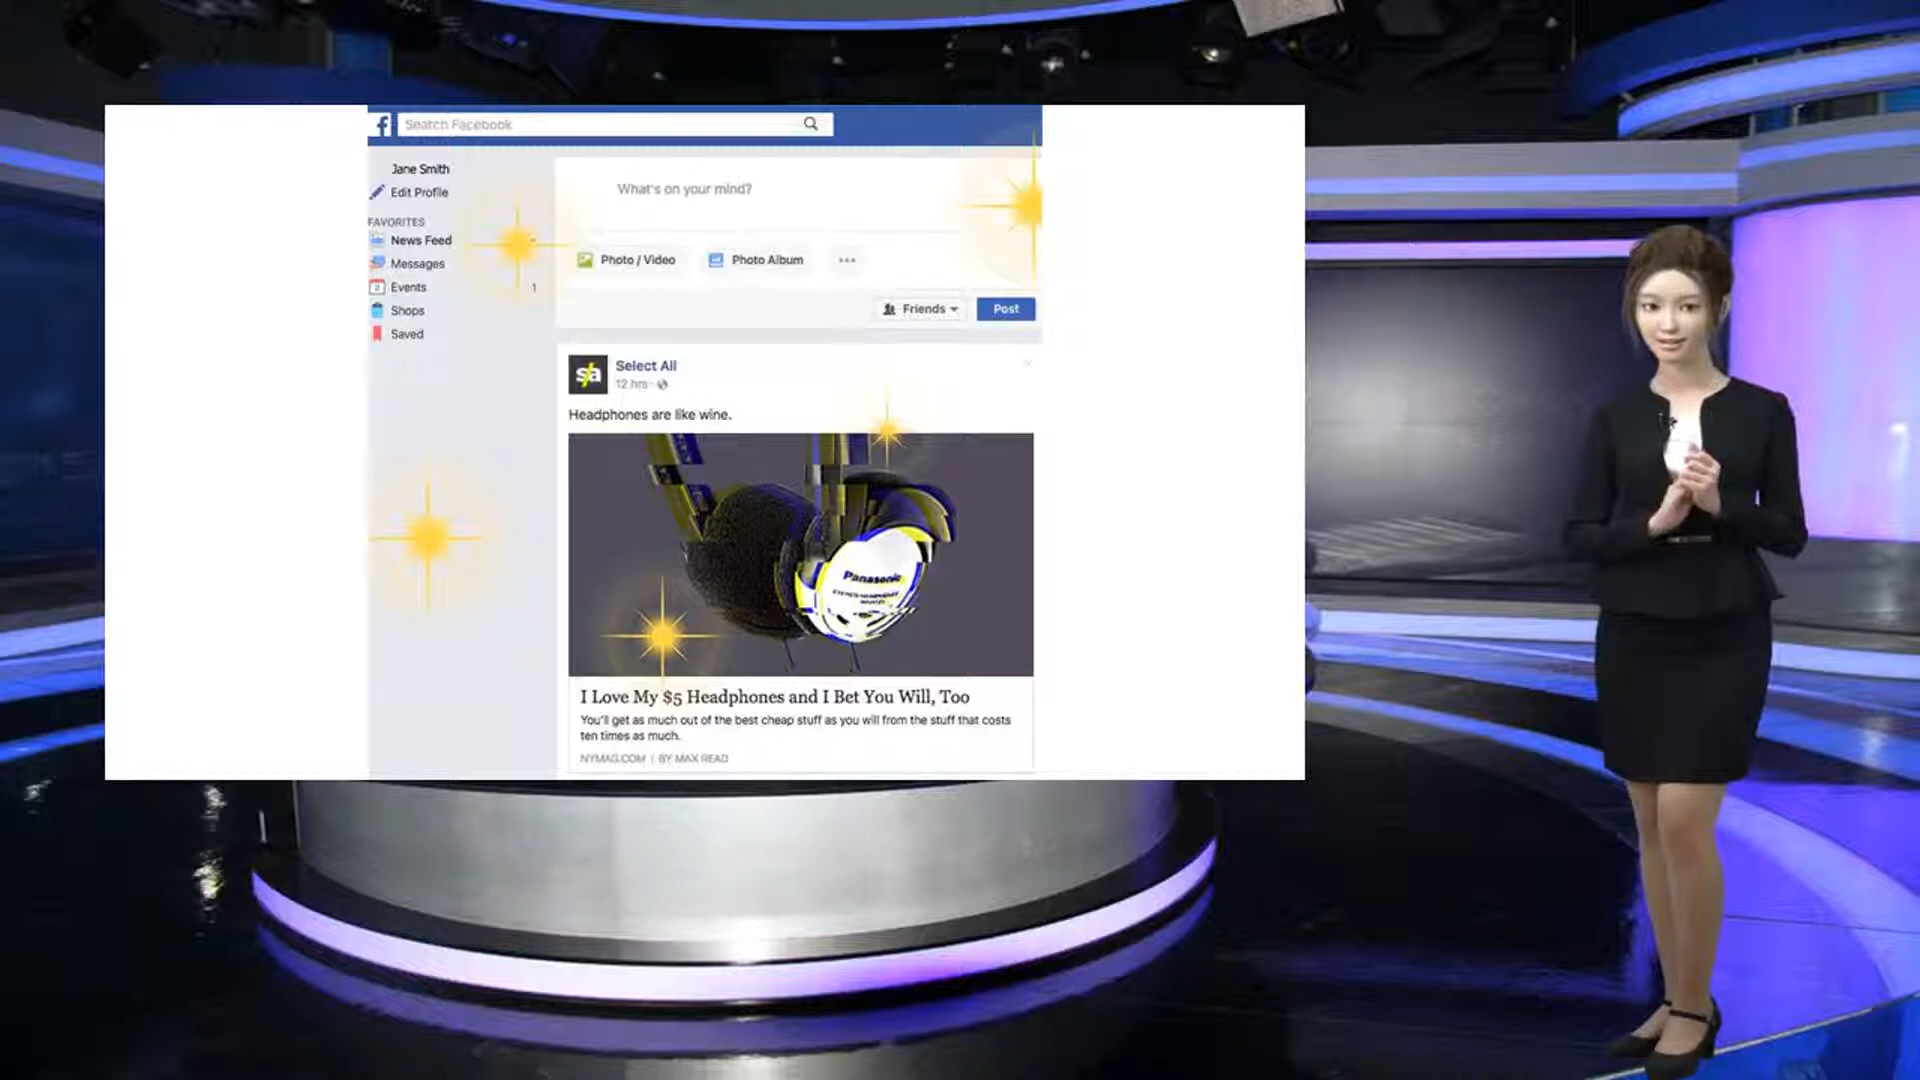 f Search Facebook
Jane Smith
Edit Profile
FAVORITES
News Feed
Messages
Events 1
Shops
Saved
What's on your mind?
Photo / Video
Photo Album
Friends
Post
s/a
Select All
12 hrs
Headphones are like wine.
Panasonic
I Love My $5 Headphones and I Bet You Will, Too
You'll get as much out of the best cheap stuff as you will from the stuff that costs
ten times as much.
NYMAG.COM | BY MAX READ